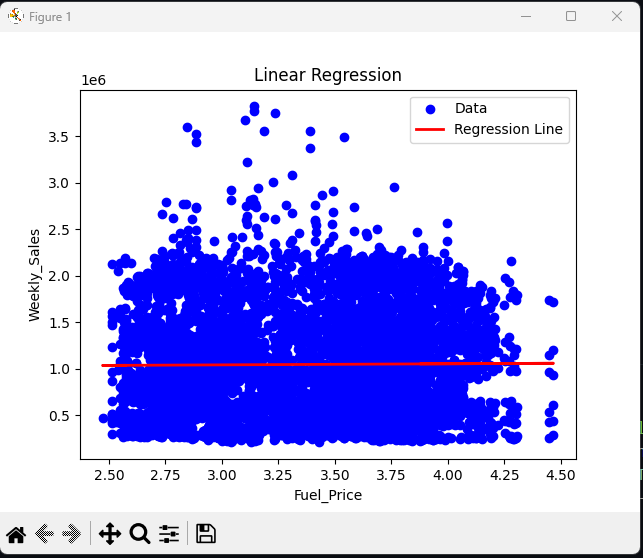 Figure 1
Linear Regression
1e6
Data
Regression Line
3.5
3.0
2.5
2.0
1.5
1.0
0.5
Weekly_Sales
2.50 2.75 3.00 3.25 3.50 3.75 4.00 4.25 4.50
Fuel_Price